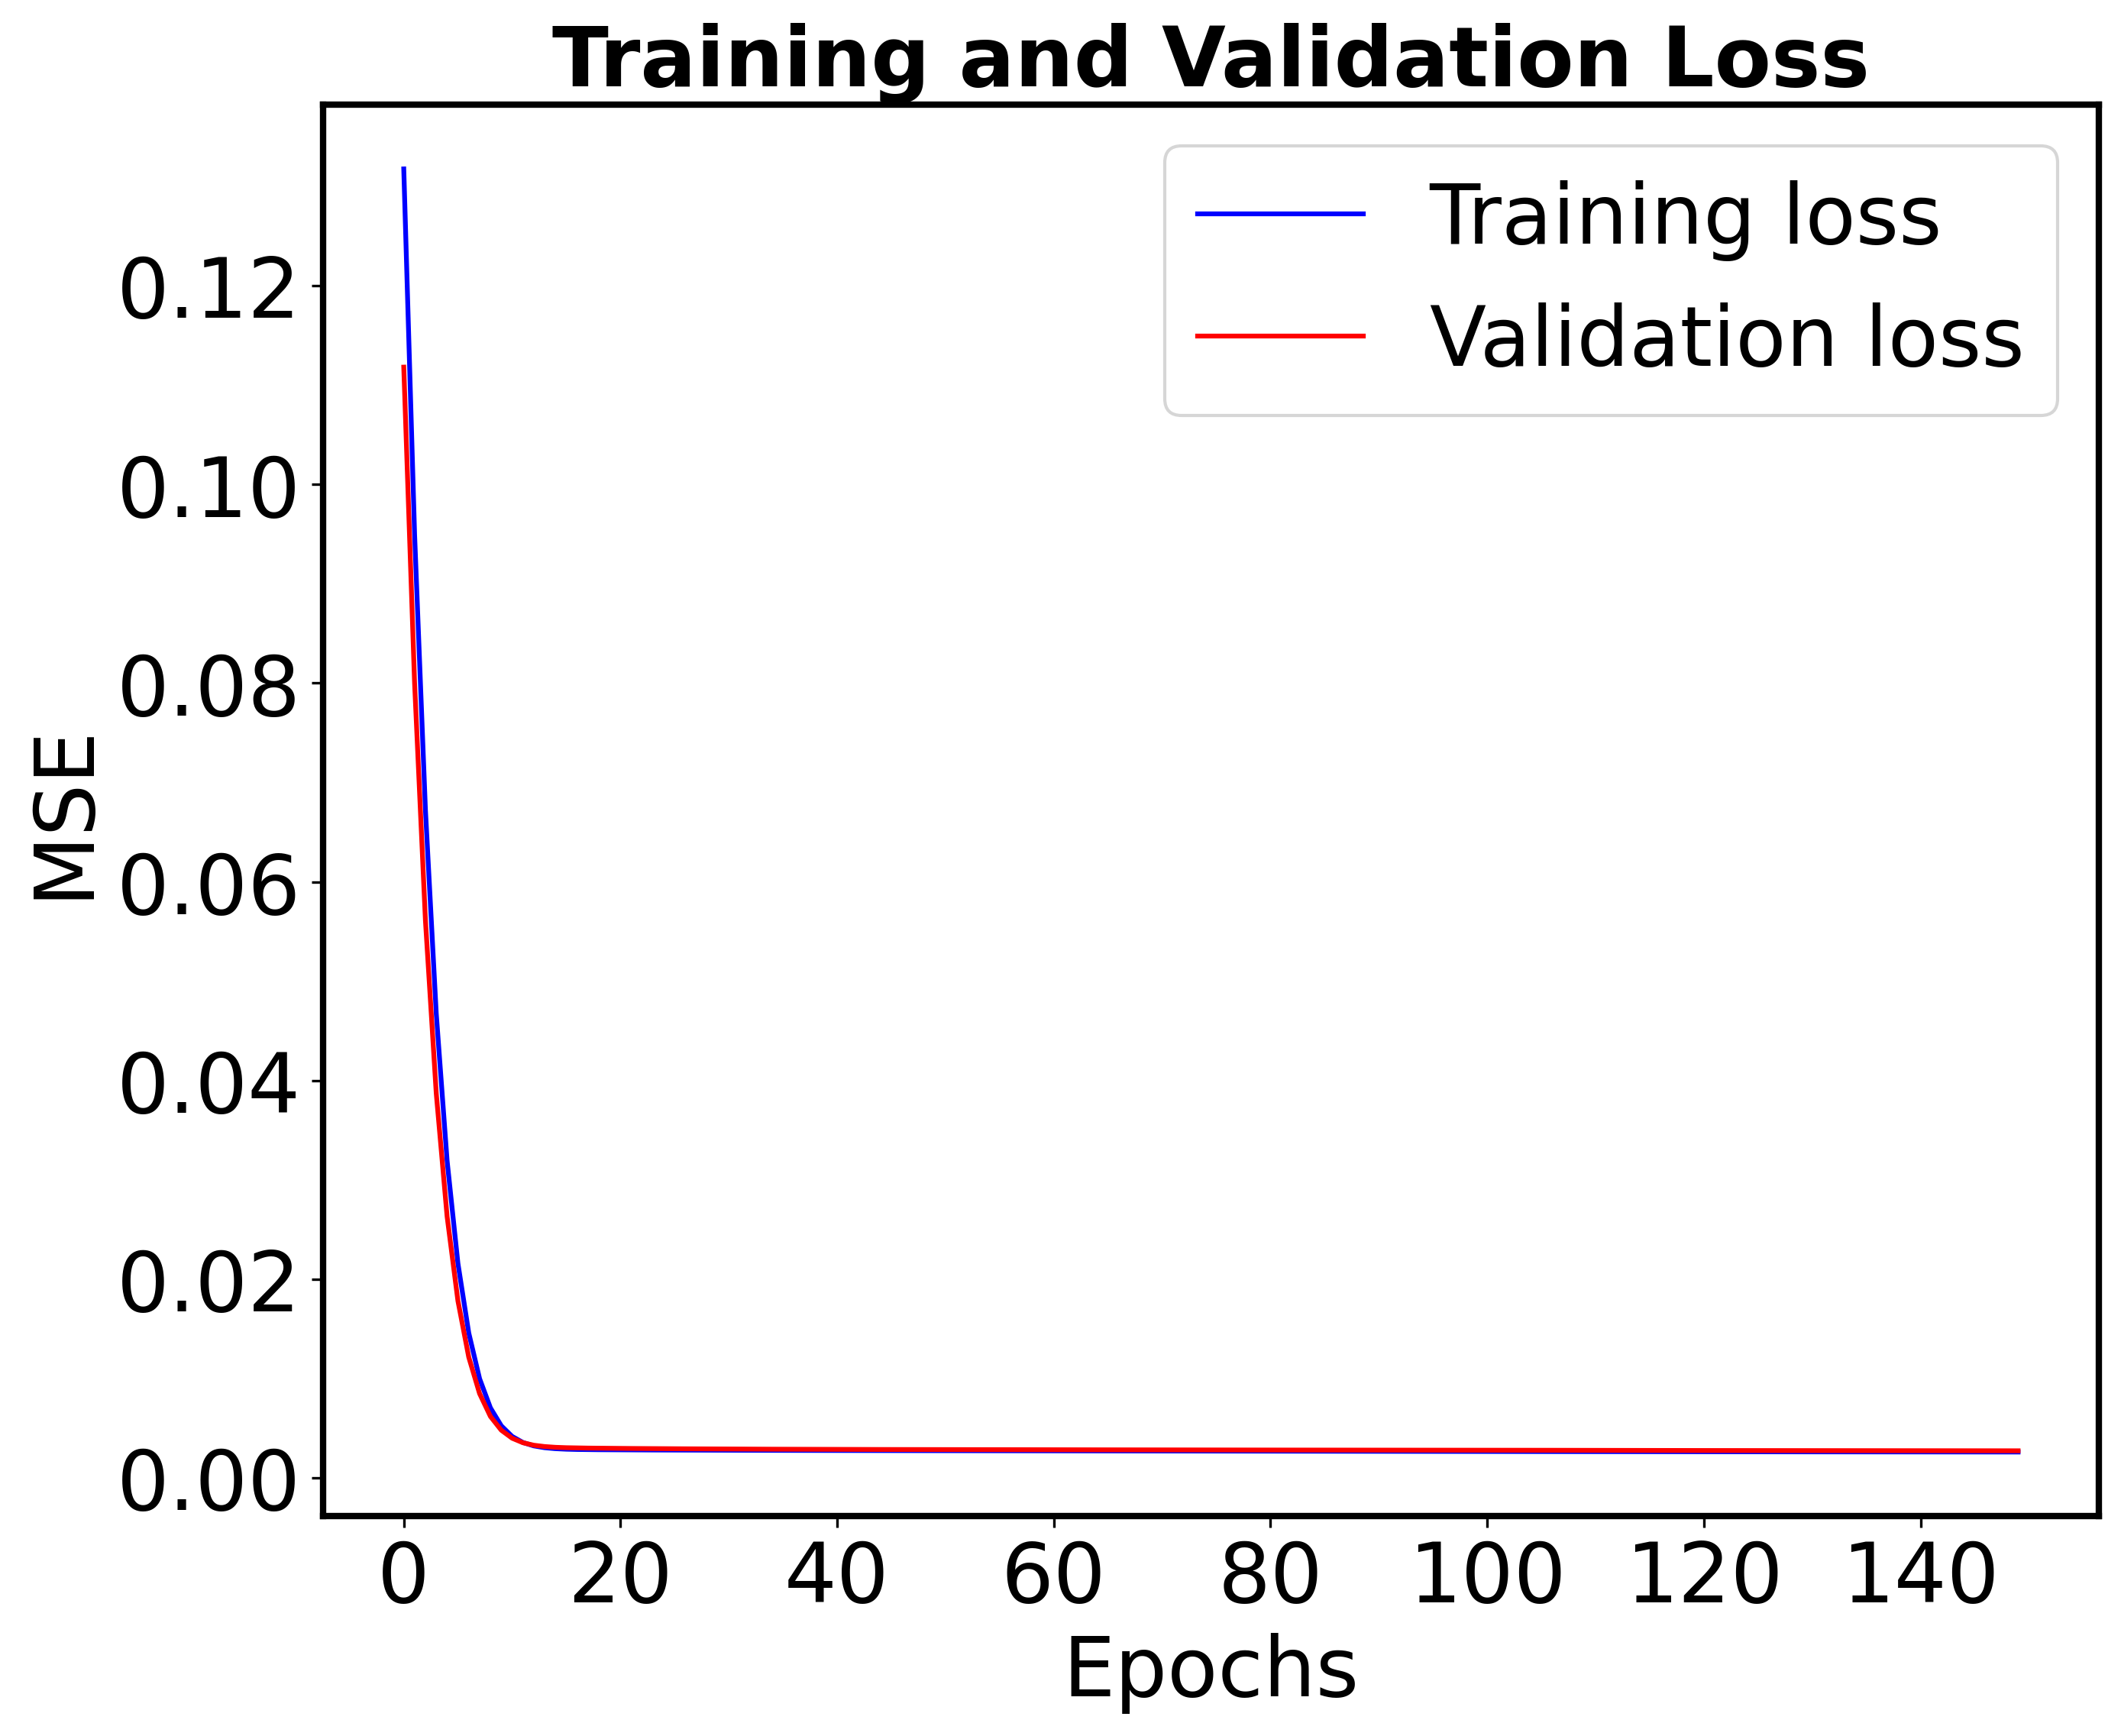 Training and Validation Loss
Training loss
Validation loss
0.12
0.10
0.08
0.06
0.04
0.02
0.00
MSE
0 20 40 60 80 100 120 140
Epochs